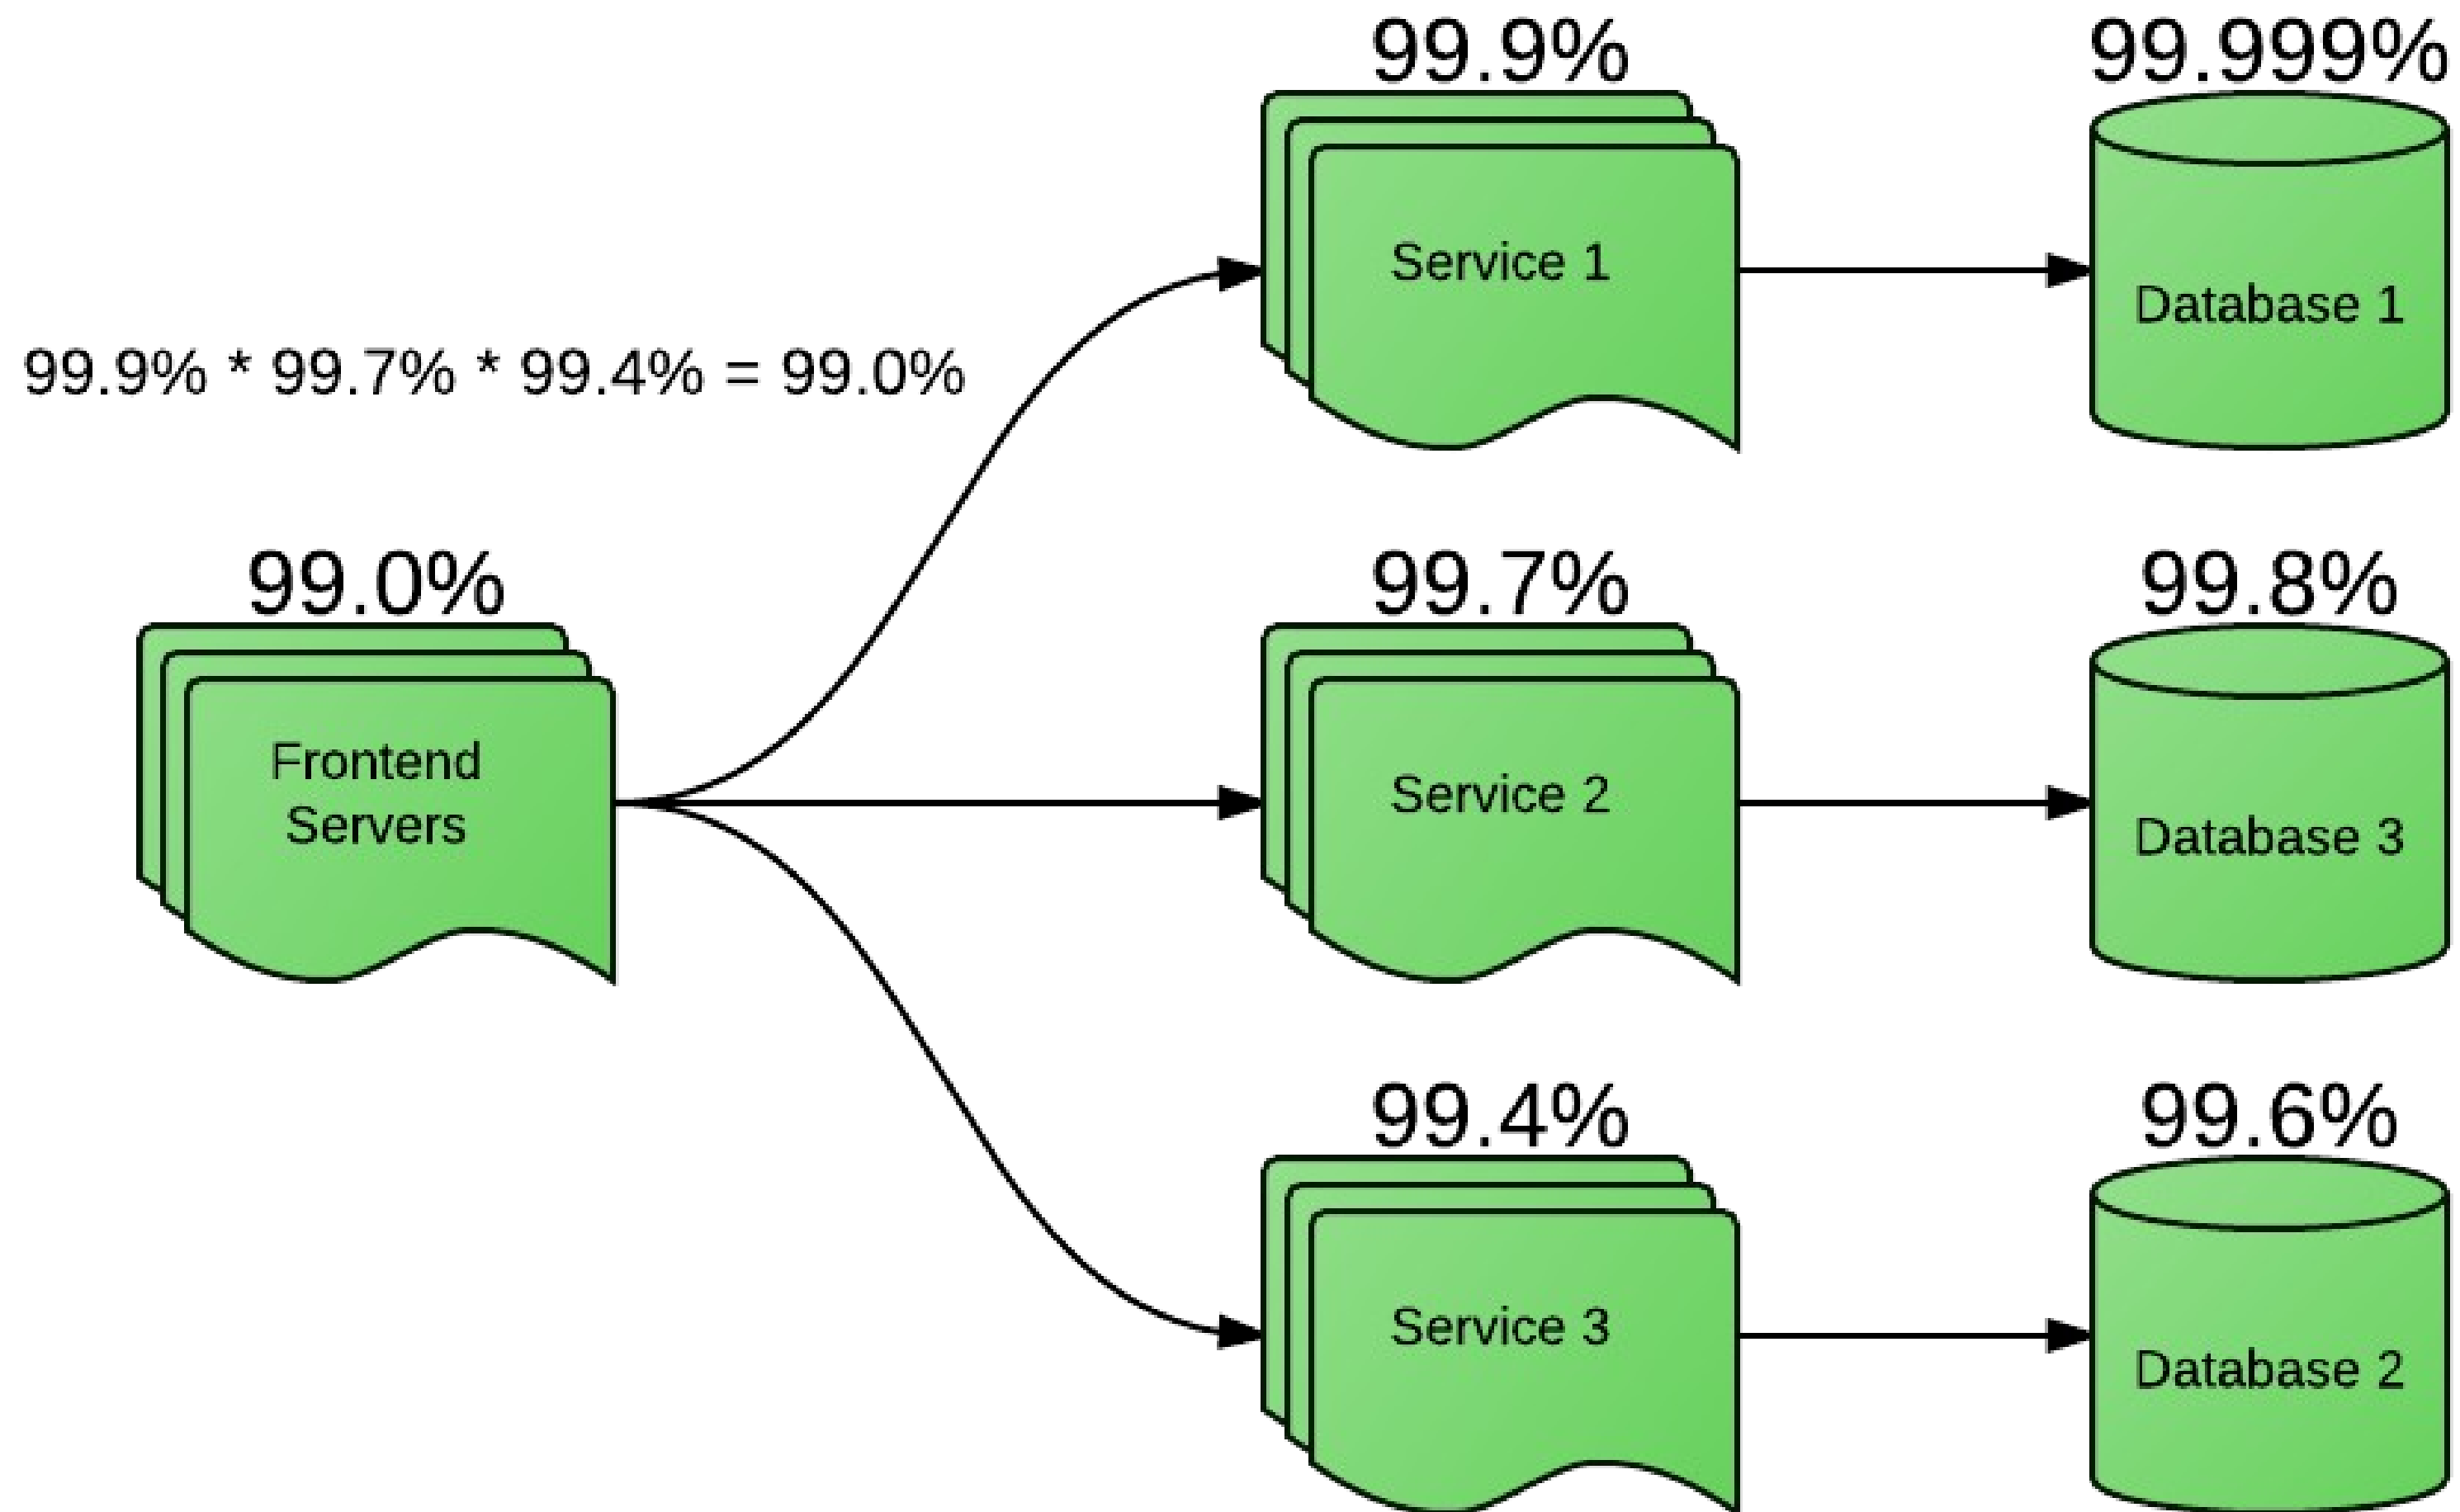 99.9%
99.999%
Service 1
Database 1
99.9% * 99.7% * 99.4% = 99.0%
99.0%
99.7%
99.8%
Frontend
Servers
Service 2
Database 3
99.4%
99.6%
Service 3
Database 2